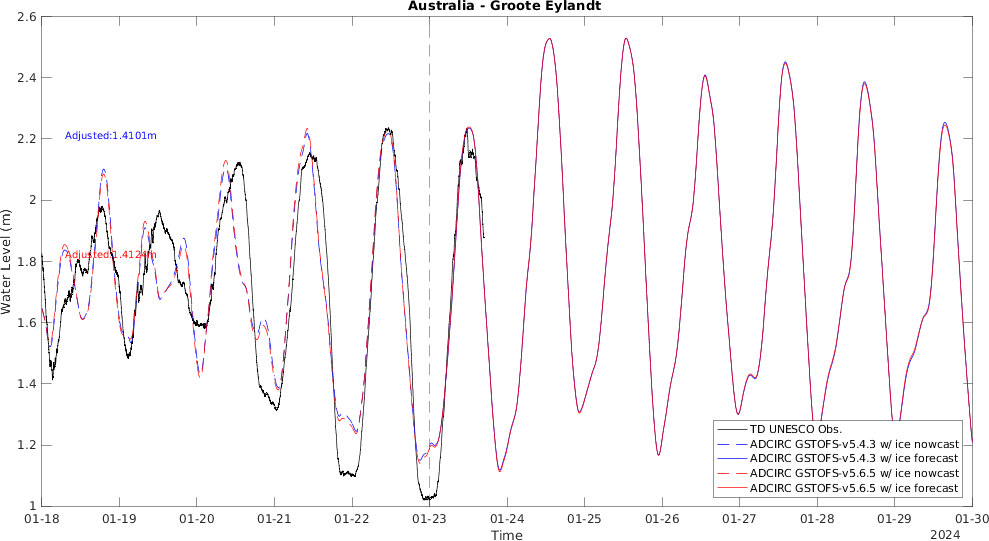 Australia - Groote Eylandt
2.6
2.4
2.2
2
1.8
1.6
1.4
1.2
1
Water Level (m)
Adjusted:1.4101m
Adjusted:1.4124m
TD UNESCO Obs.
ADCIRC GSTOFS-v5.4.3 w/ ice nowcast
ADCIRC GSTOFS-v5.4.3 w/ ice forecast
ADCIRC GSTOFS-v5.6.5 w/ ice nowcast
ADCIRC GSTOFS-v5.6.5 w/ ice forecast
01-18 01-19 01-20 01-21 01-22 01-23 01-24 01-25 01-26 01-27 01-28 01-29 01-30
Time
2024